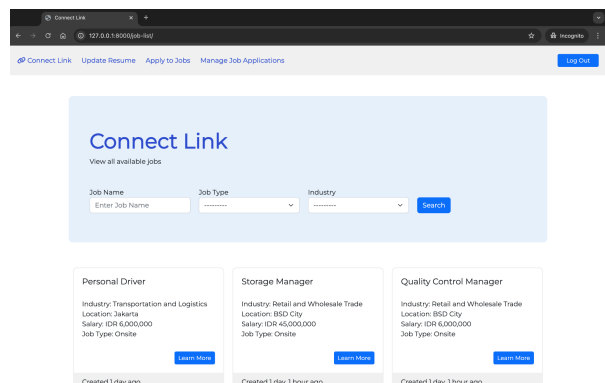 Connect Link
127.0.0.1:8000/job-list/
Incognito
Connect Link Update Resume Apply to Jobs Manage Job Applications Log Out
Connect Link
View all available jobs
Job Name Job Type Industry
Enter Job Name --------- --------- Search
Personal Driver
Industry: Transportation and Logistics
Location: Jakarta
Salary: IDR 6,000,000
Job Type: Onsite
Learn More
Created 1 day ago
Storage Manager
Industry: Retail and Wholesale Trade
Location: BSD City
Salary: IDR 45,000,000
Job Type: Onsite
Learn More
Created 1 day, 1 hour ago
Quality Control Manager
Industry: Retail and Wholesale Trade
Location: BSD City
Salary: IDR 6,000,000
Job Type: Onsite
Learn More
Created 1 day, 1 hour ago